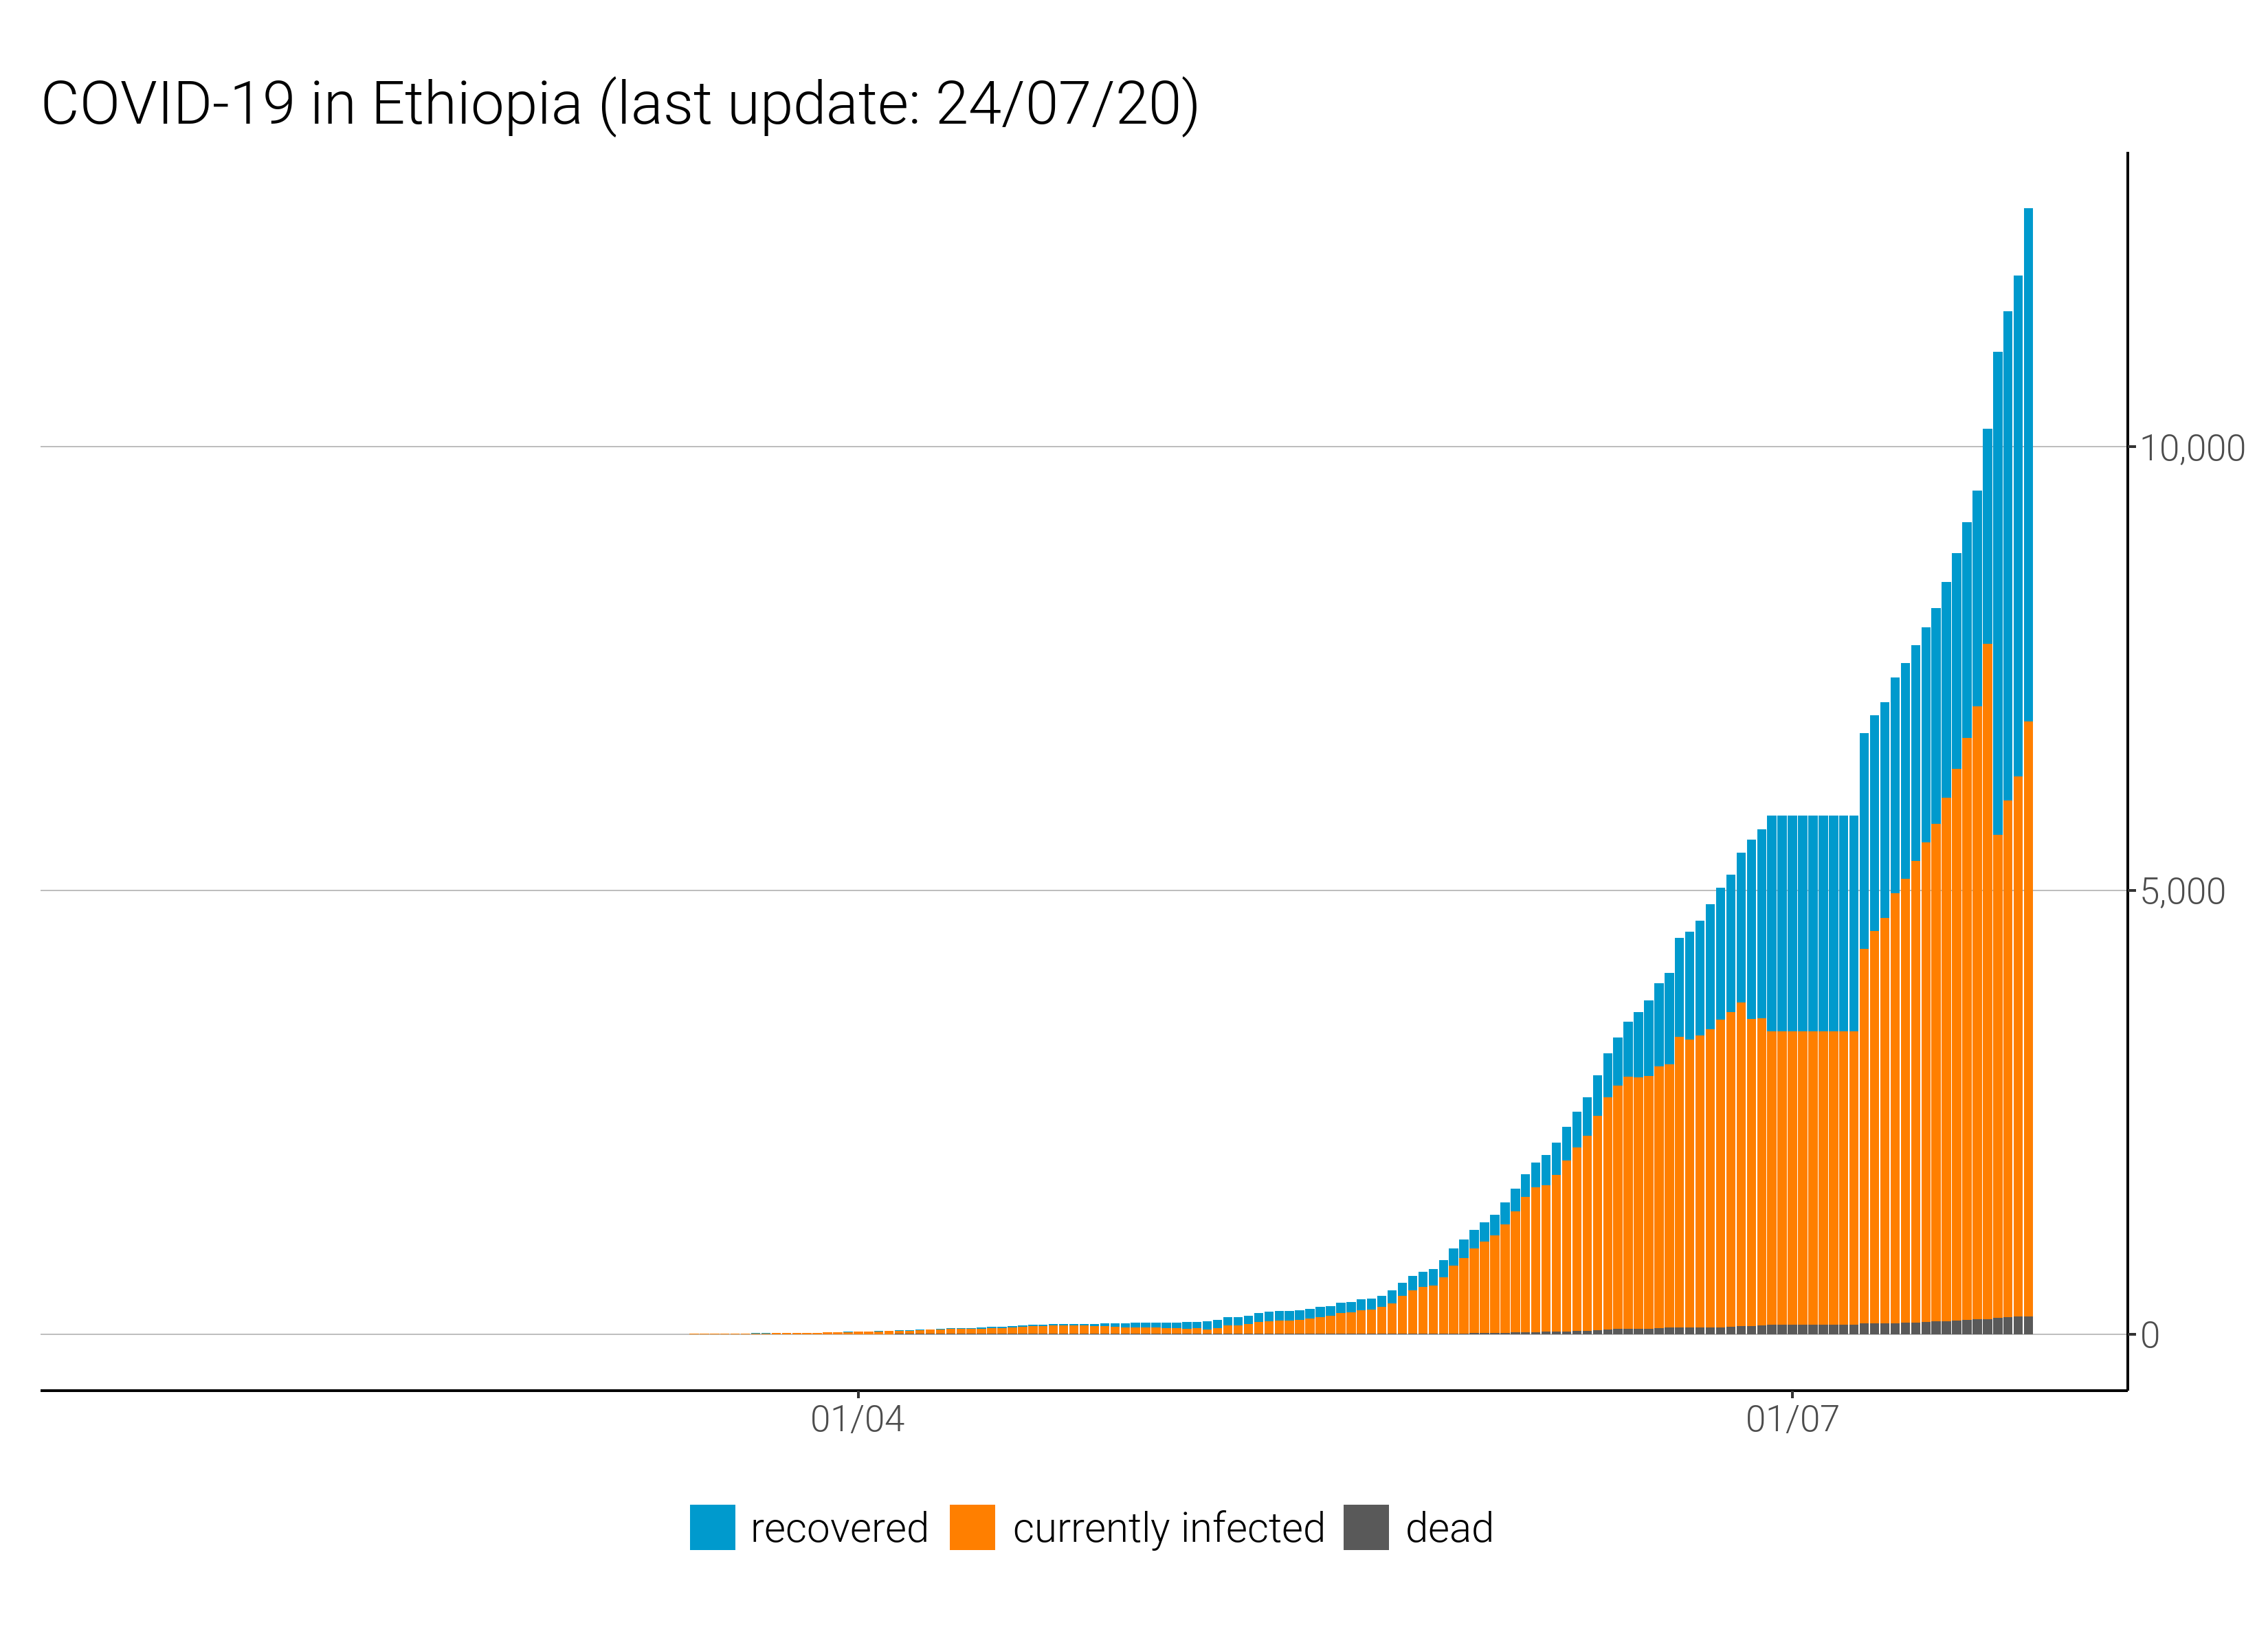 COVID-19 in Ethiopia (last update: 24/07/20)
10,000
5,000
0
01/04 01/07
recovered currently infected dead